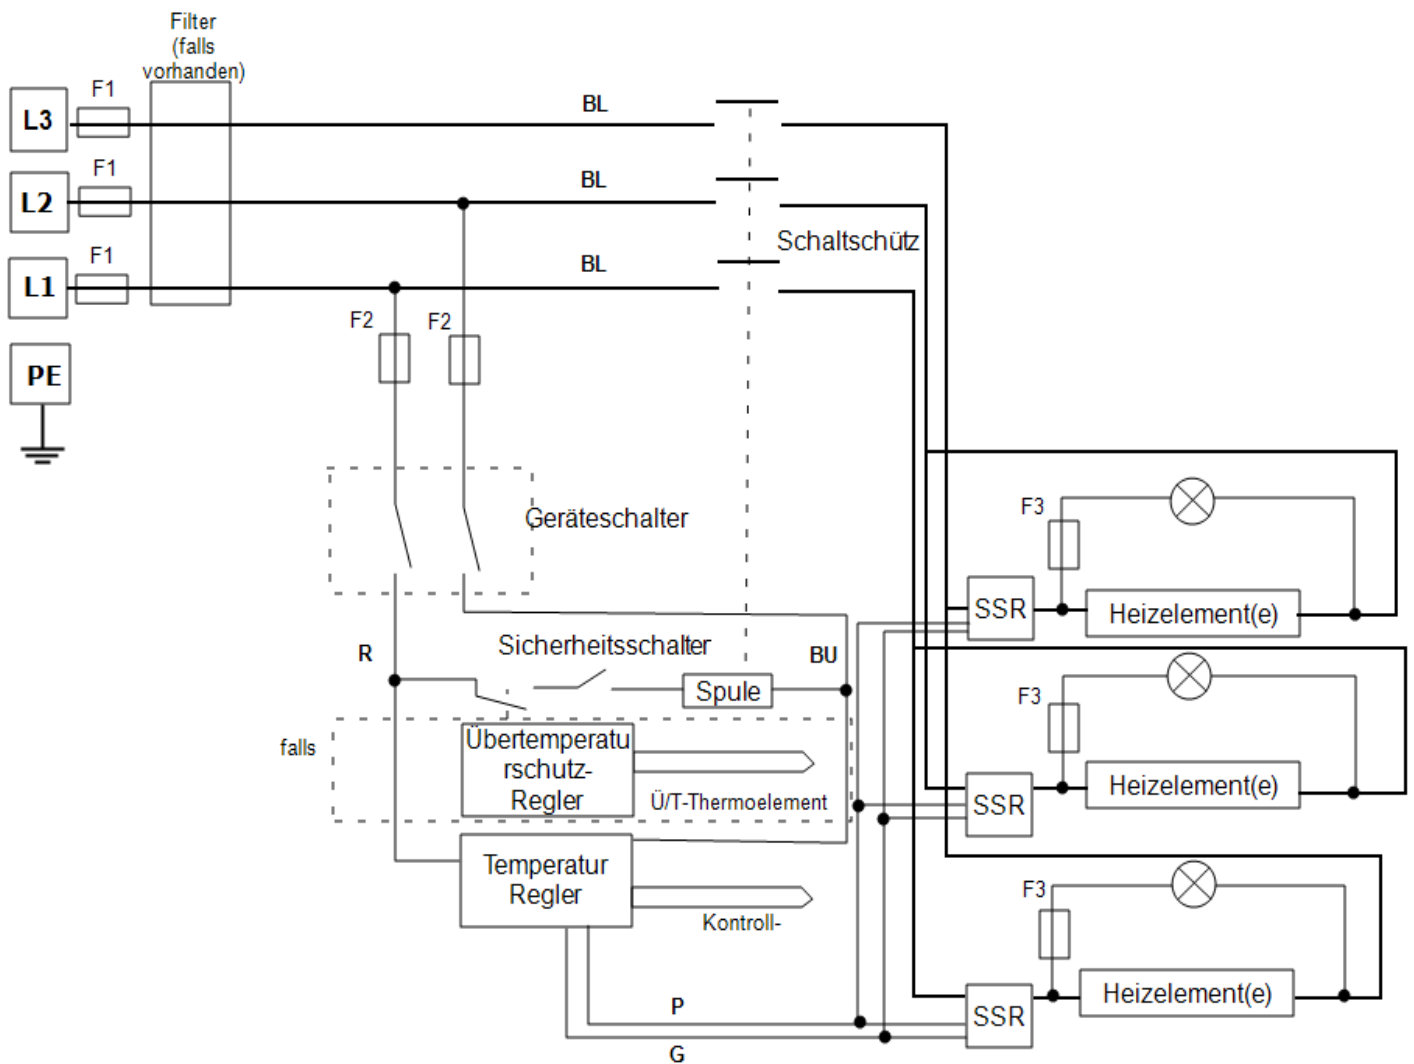 Filter
(falls
vorhanden)
F1
L3
BL
F1
L2
BL
Schaltschütz
F1
L1
BL
F2
F2
PE
Geräteschalter
F3
SSR
Heizelement(e)
R
Sicherheitsschalter
BU
Spule
F3
falls
Übertemperatu
rschutz-
Regler
Ü/T-Thermoelement
SSR
Heizelement(e)
Temperatur
Regler
Kontroll-
F3
P
G
SSR
Heizelement(e)